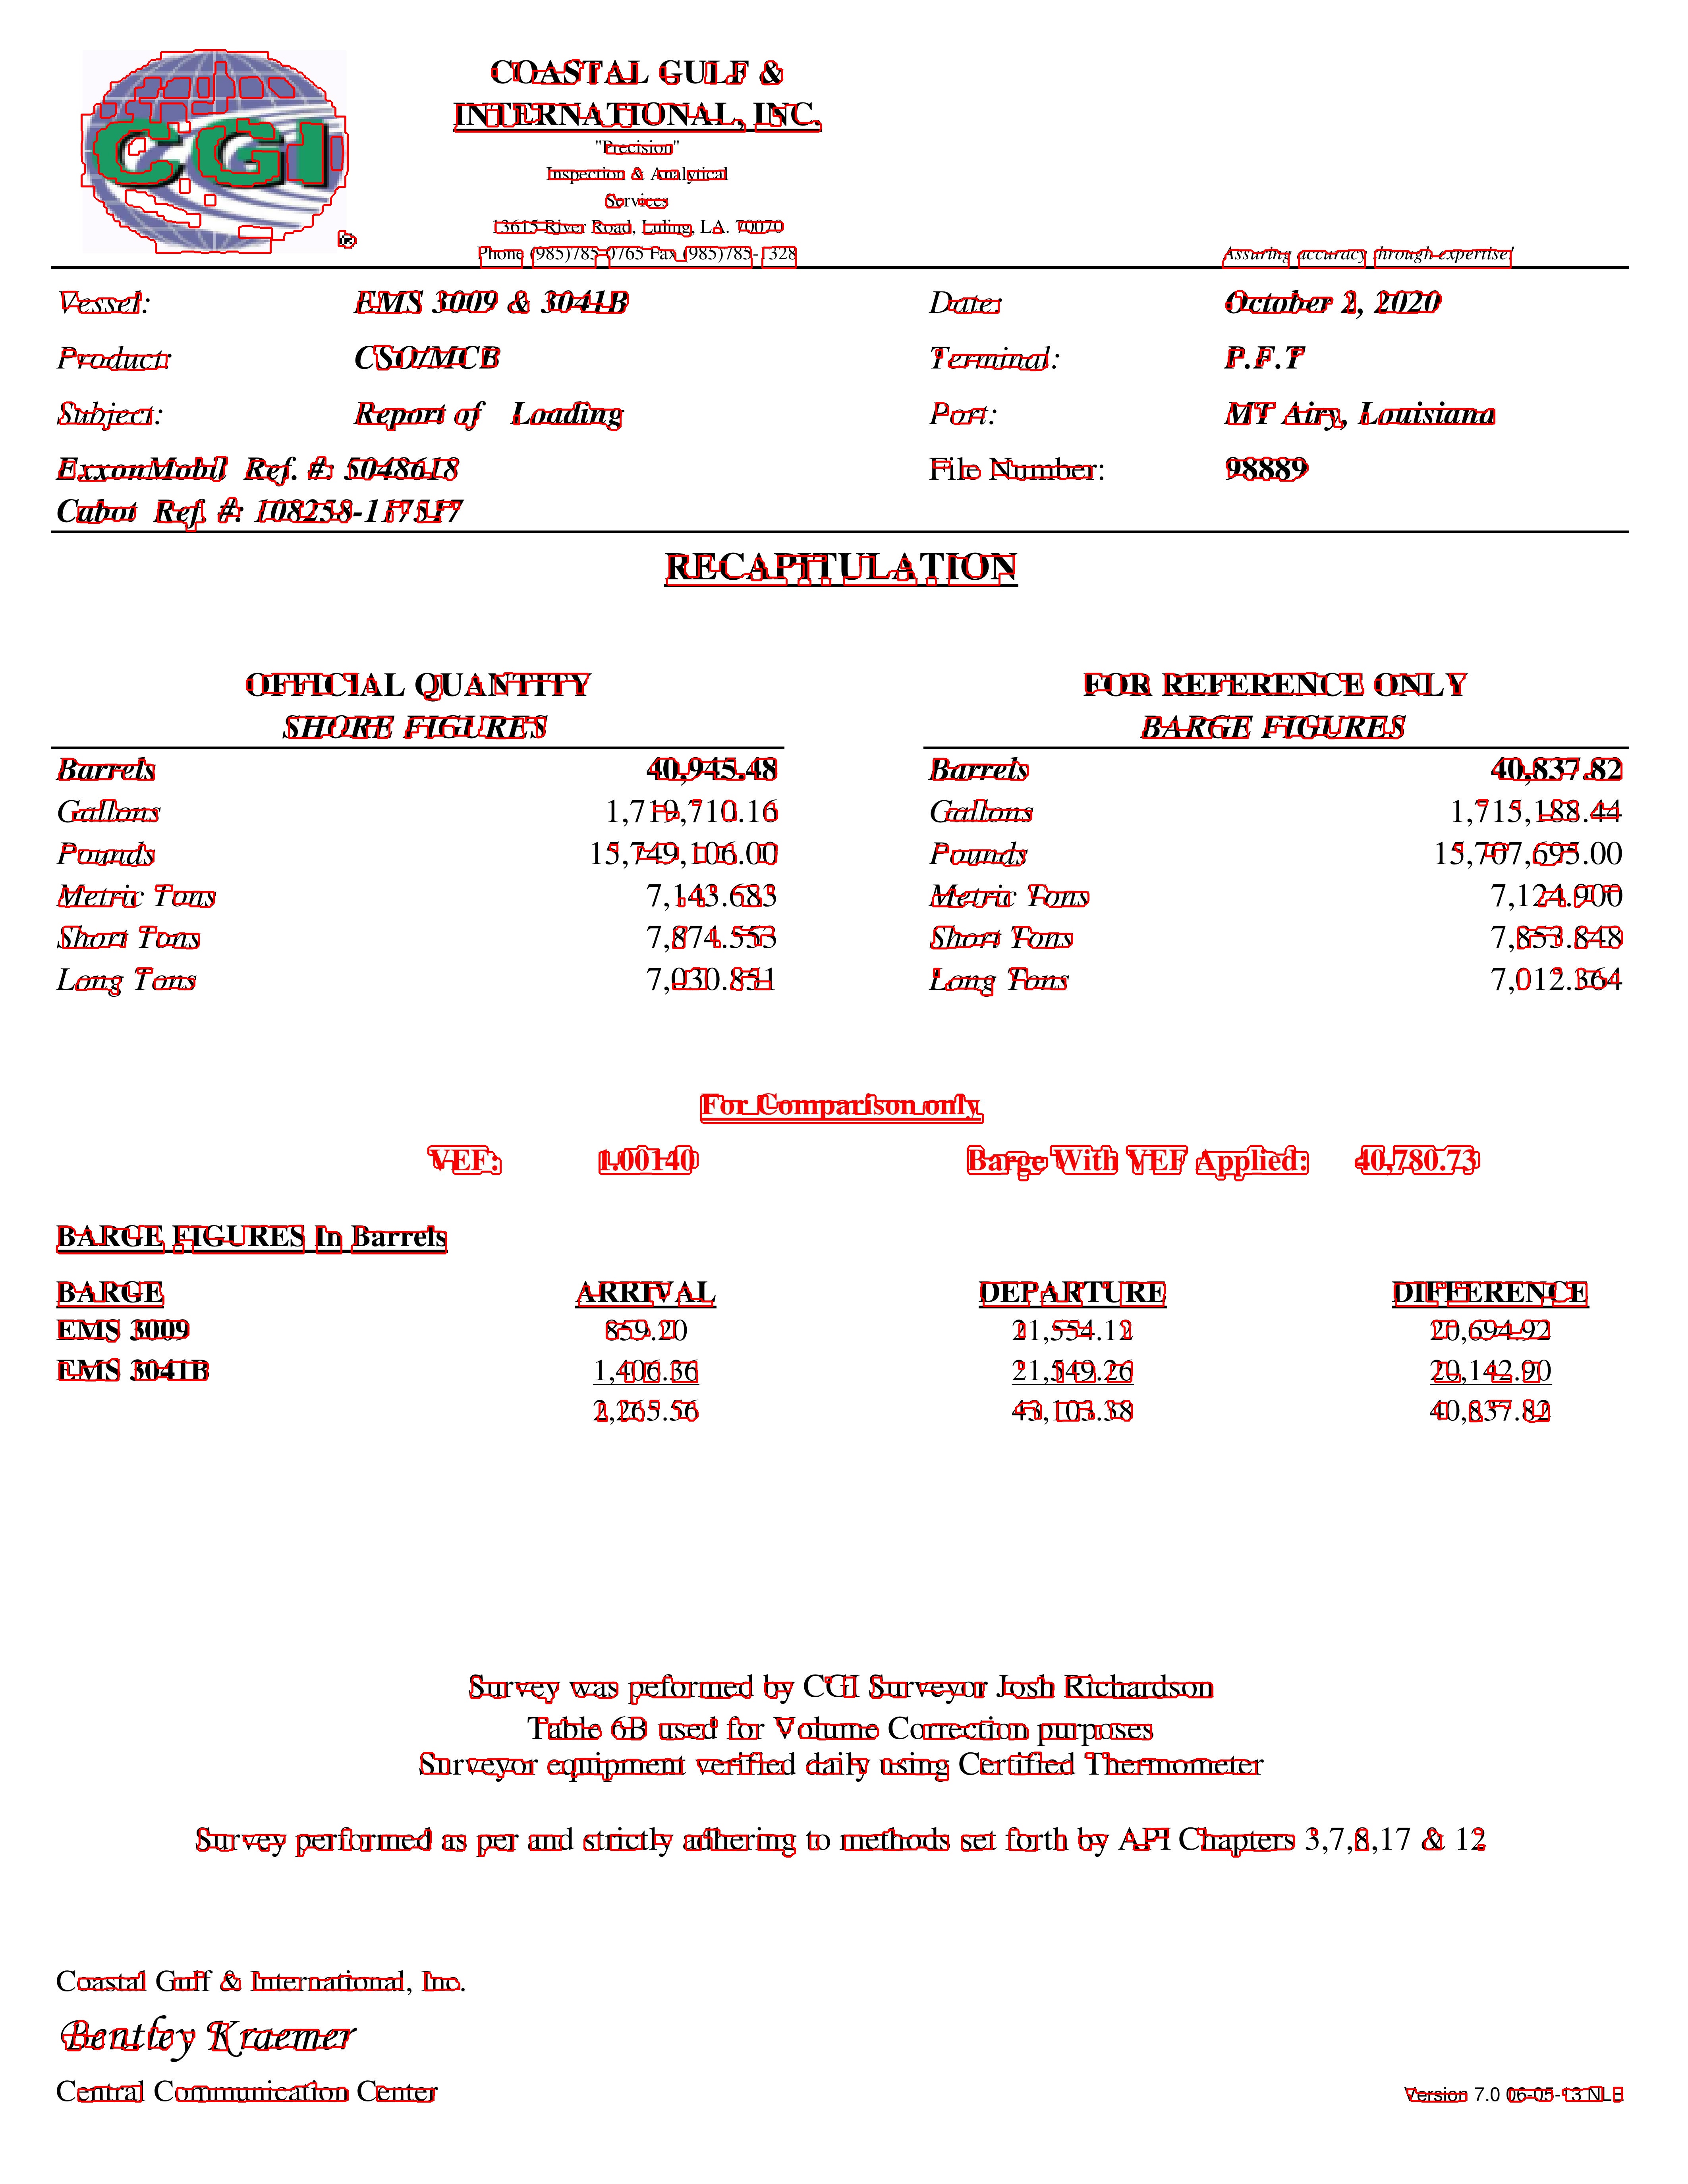 CGI
®
COASTAL GULF &
INTERNATIONAL, INC.
"Precision"
Inspection & Analytical
Services
13615 River Road, Luling, LA. 70070
Phone (985)785-0765 Fax (985)785-1328
Assuring accuracy through expertise!
Vessel: EMS 3009 & 3041B Date: October 2, 2020
Product: CSO/MCB Terminal: P.F.T
Subject: Report of Loading Port: MT Airy, Louisiana
ExxonMobil Ref. #: 5048618 File Number: 98889
Cabot Ref. #: 108258-117517
RECAPITULATION
OFFICIAL QUANTITY FOR REFERENCE ONLY
SHORE FIGURES BARGE FIGURES
Barrels 40,945.48 Barrels 40,837.82
Gallons 1,719,710.16 Gallons 1,715,188.44
Pounds 15,749,106.00 Pounds 15,707,695.00
Metric Tons 7,143.683 Metric Tons 7,124.900
Short Tons 7,874.553 Short Tons 7,853.848
Long Tons 7,030.851 Long Tons 7,012.364
For Comparison only
VEF: 1.00140 Barge With VEF Applied: 40,780.73
BARGE FIGURES In Barrels
BARGE ARRIVAL DEPARTURE DIFFERENCE
EMS 3009 859.20 21,554.12 20,694.92
EMS 3041B 1,406.36 21,549.26 20,142.90
2,265.56 43,103.38 40,837.82
Survey was peformed by CGI Surveyor Josh Richardson
Table 6B used for Volume Correction purposes
Surveyor equipment verified daily using Certified Thermometer
Survey performed as per and strictly adhering to methods set forth by API Chapters 3,7,8,17 & 12
Coastal Gulf & International, Inc.
Bentley Kraemer
Central Communication Center
Version 7.0 06-05-13 NLE